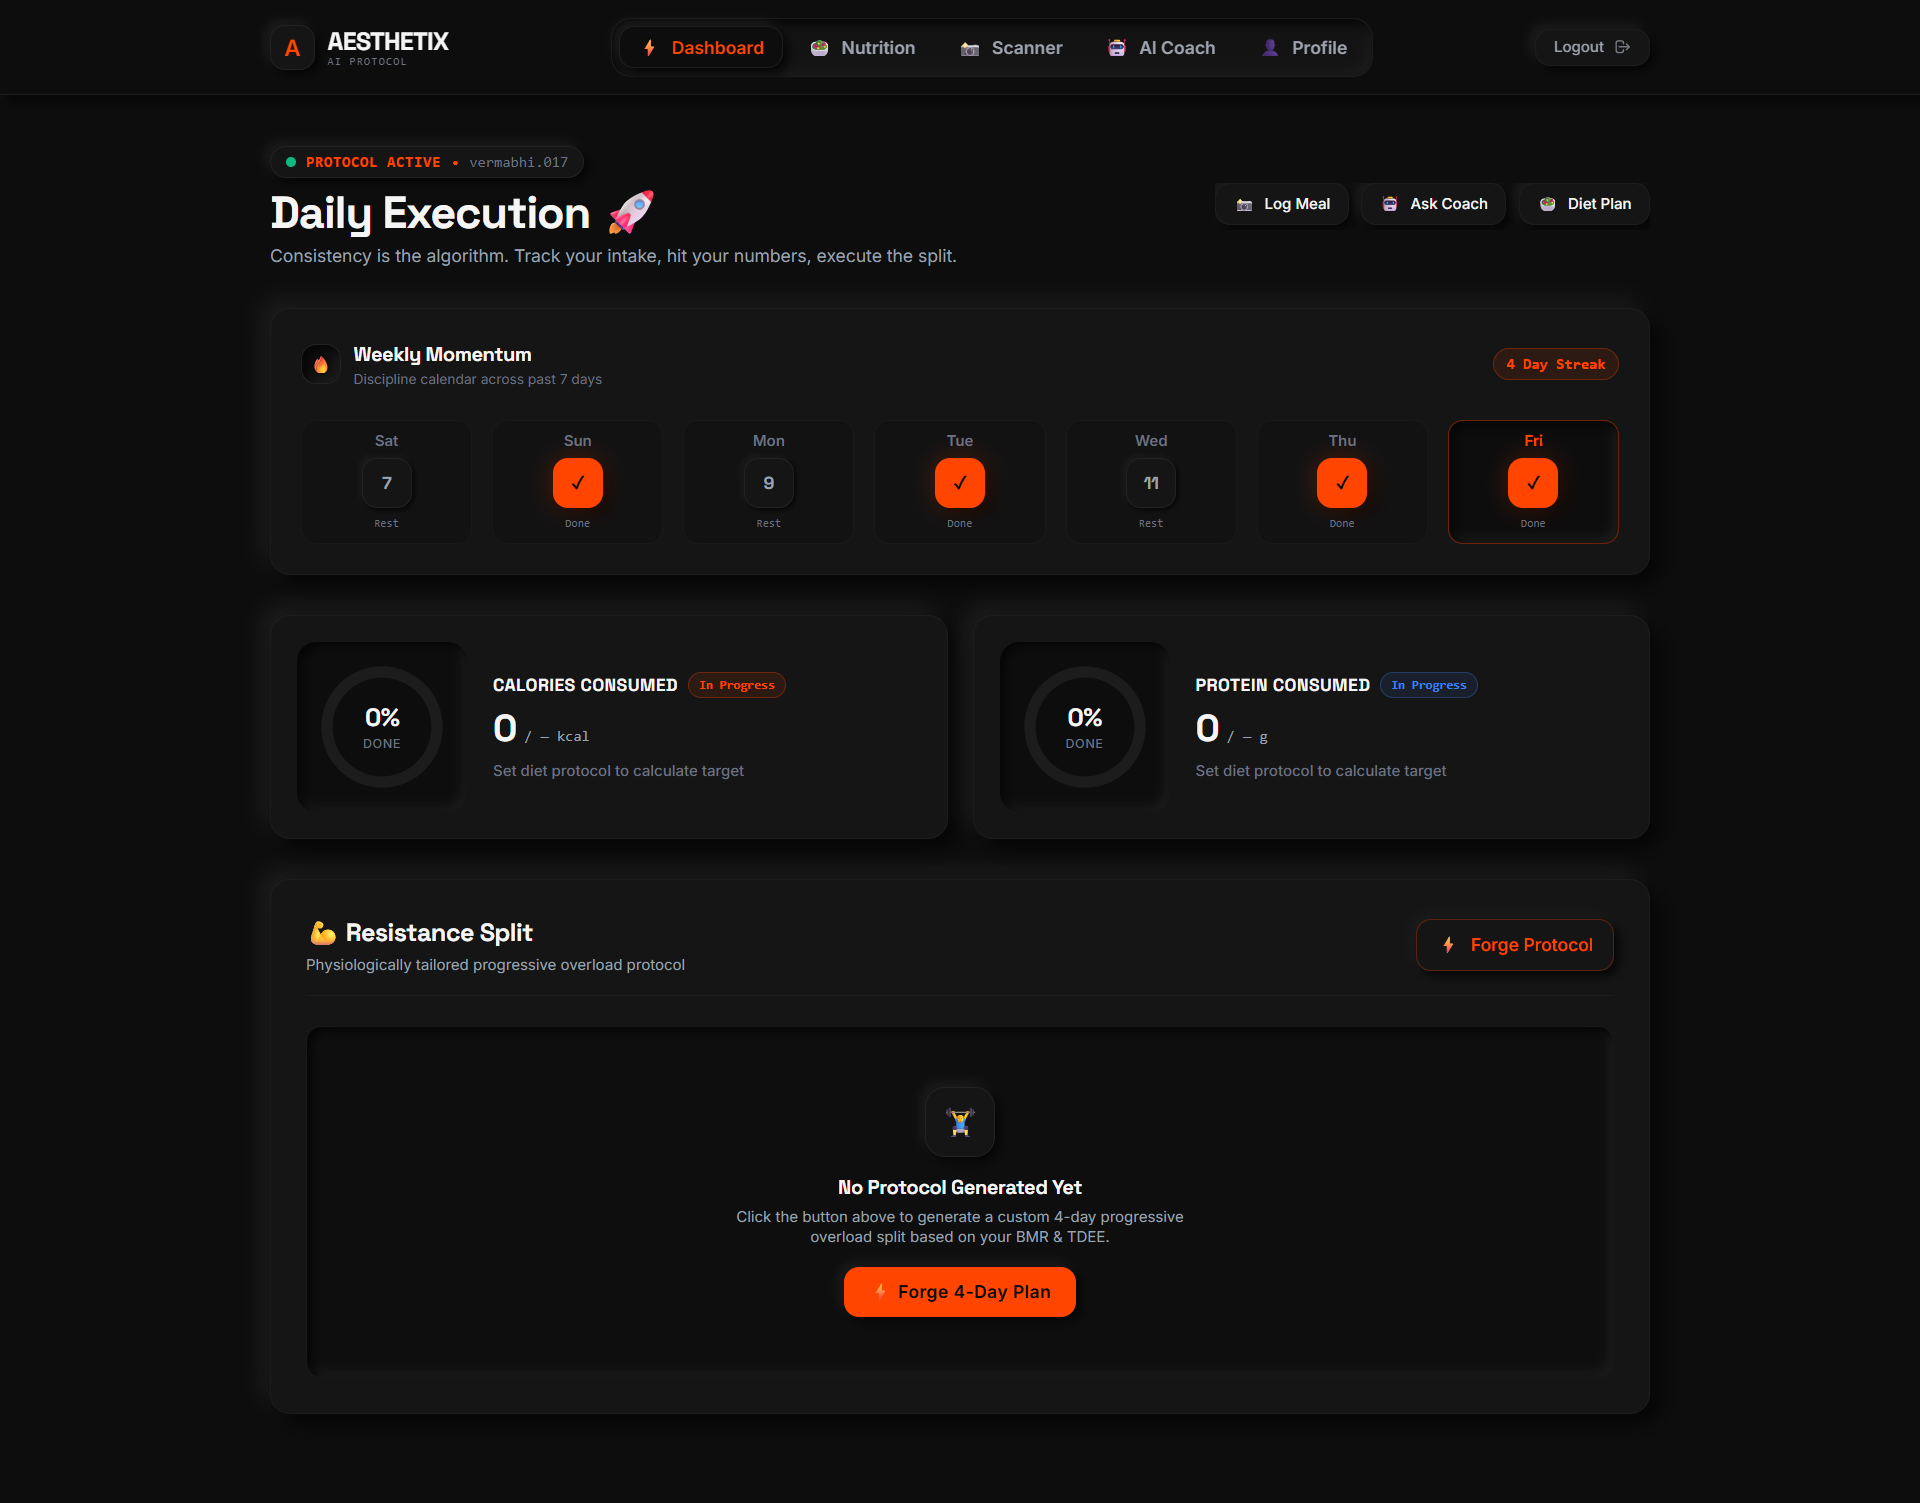 A
AESTHETIX
AI PROTOCOL
Dashboard
Nutrition
Scanner
AI Coach
Profile
Logout
PROTOCOL ACTIVE • vermabhi.017
Daily Execution 🚀
Log Meal
Ask Coach
Diet Plan
Consistency is the algorithm. Track your intake, hit your numbers, execute the split.
Weekly Momentum
Discipline calendar across past 7 days
4 Day Streak
Sat
7
Rest
Sun
✓
Done
Mon
9
Rest
Tue
✓
Done
Wed
11
Rest
Thu
✓
Done
Fri
✓
Done
0%
DONE
CALORIES CONSUMED
In Progress
0 / — kcal
Set diet protocol to calculate target
0%
DONE
PROTEIN CONSUMED
In Progress
0 / — g
Set diet protocol to calculate target
💪 Resistance Split
Physiologically tailored progressive overload protocol
Forge Protocol
No Protocol Generated Yet
Click the button above to generate a custom 4-day progressive
overload split based on your BMR & TDEE.
Forge 4-Day Plan